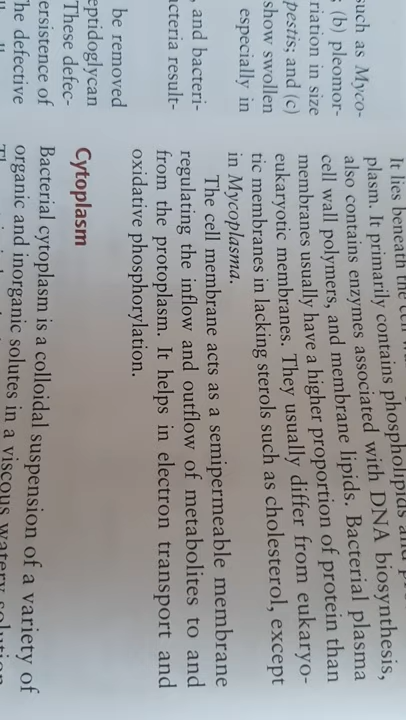 such as Myco-
; (b) pleomor-
riation in size
pestis; and (c)
show swollen
especially in
, and bacteri-
acteria result-
be removed
eptidoglycan
These defec-
ersistence of
he defective
It lies beneath the cell
plasm. It primarily contains phospholipids and
also contains enzymes associated with DNA biosynthesis,
cell wall polymers, and membrane lipids. Bacterial plasma
membranes usually have a higher proportion of protein than
eukaryotic membranes. They usually differ from eukaryo-
tic membranes in lacking sterols such as cholesterol, except
in Mycoplasma.
The cell membrane acts as a semipermeable membrane
regulating the inflow and outflow of metabolites to and
from the protoplasm. It helps in electron transport and
oxidative phosphorylation.
Cytoplasm
Bacterial cytoplasm is a colloidal suspension of a variety of
organic and inorganic solutes in a viscous watery solution